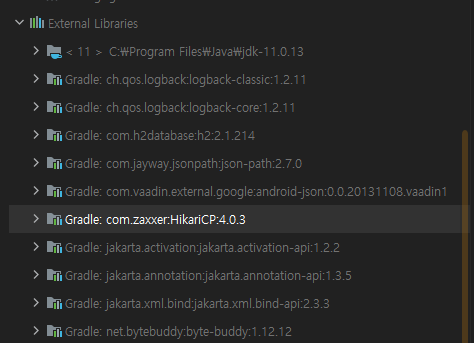 External Libraries
< 11 > C:₩Program Files₩Java₩jdk-11.0.13
Gradle: ch.qos.logback:logback-classic:1.2.11
Gradle: ch.qos.logback:logback-core:1.2.11
Gradle: com.h2database:h2:2.1.214
Gradle: com.jayway.jsonpath:json-path:2.7.0
Gradle: com.vaadin.external.google:android-json:0.0.20131108.vaadin1
Gradle: com.zaxxer:HikariCP:4.0.3
Gradle: jakarta.activation:jakarta.activation-api:1.2.2
Gradle: jakarta.annotation:jakarta.annotation-api:1.3.5
Gradle: jakarta.xml.bind:jakarta.xml.bind-api:2.3.3
Gradle: net.bytebuddy:byte-buddy:1.12.12